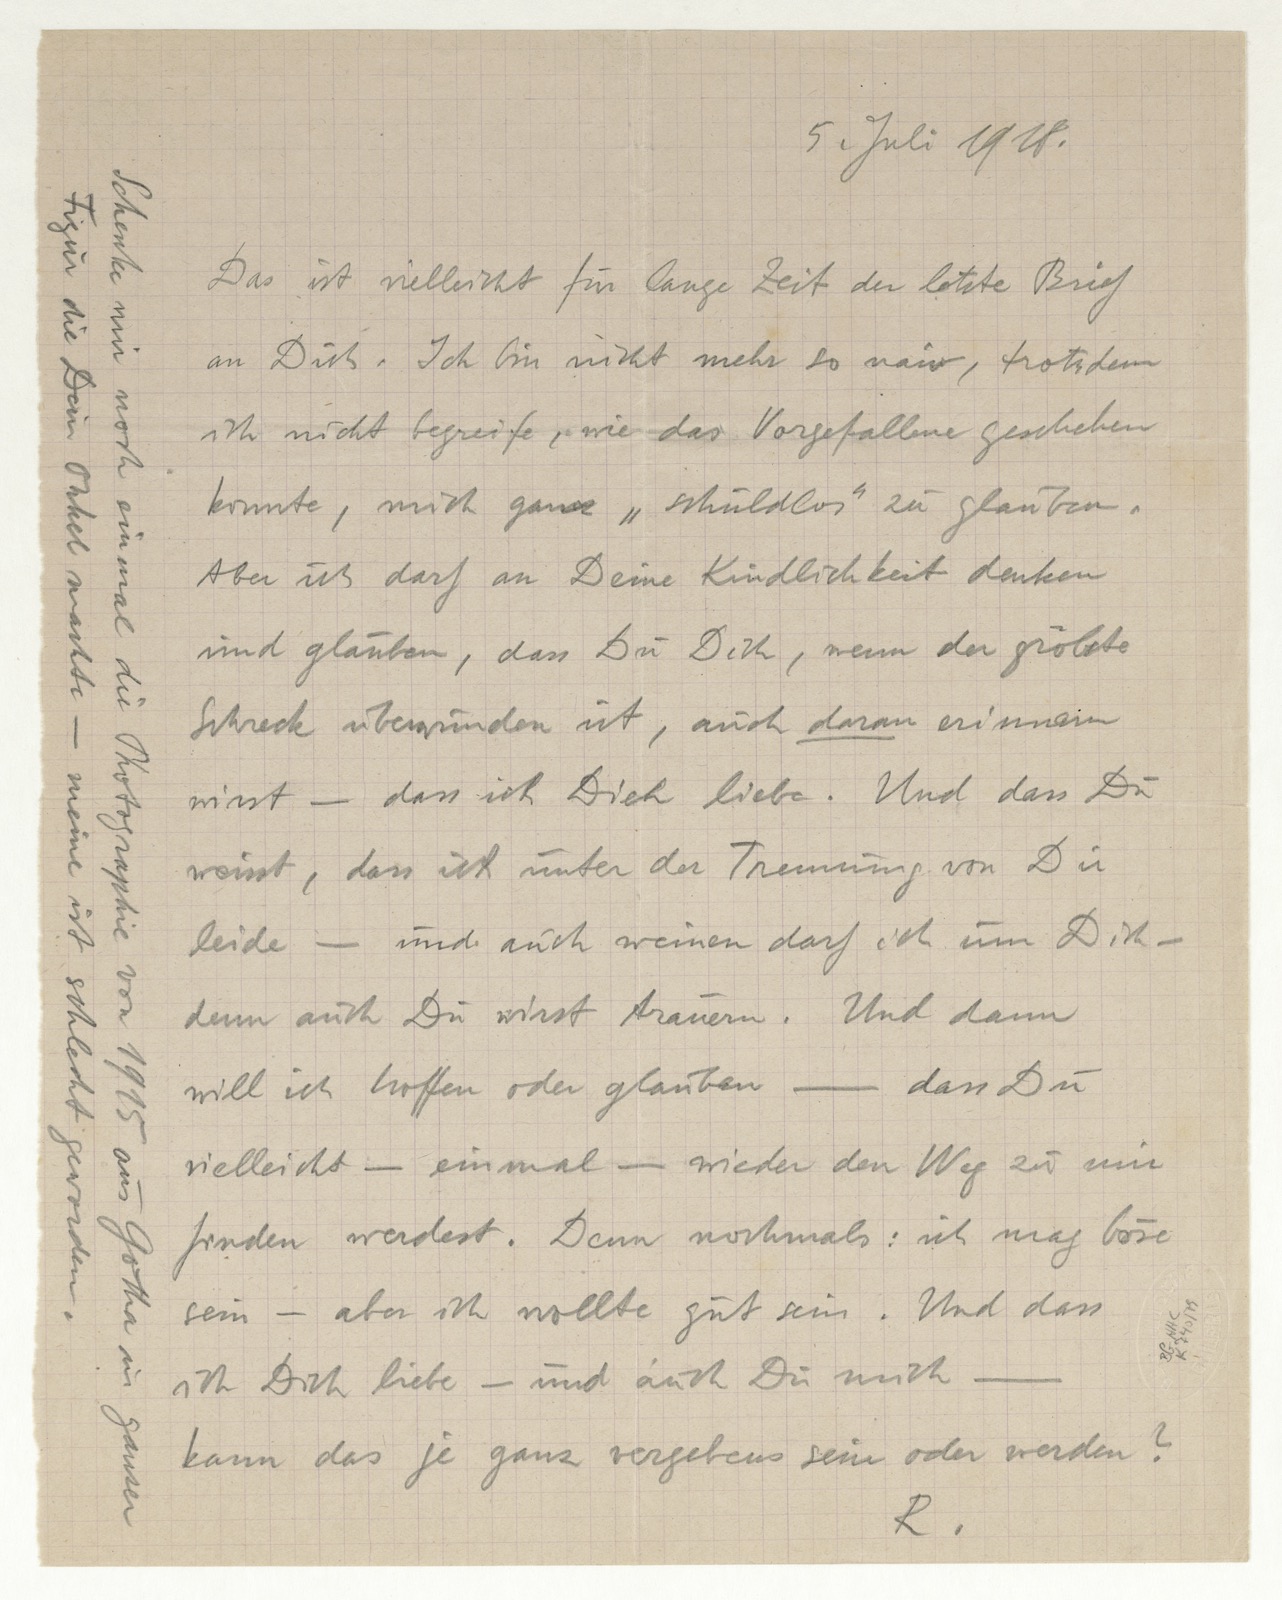 5. Juli 1918.
Das ist vielleicht für lange Zeit der letzte Brief
an Dich. Ich bin nicht mehr so naiv, trotzdem
ich nicht begreife, wie das Vorgefallene geschehen
konnte, mich ganz „schuldlos“ zu glauben.
Aber ich darf an Deine Kindlichkeit denken
und glauben, dass Du Dich, wenn der größte
Schreck überwunden ist, auch daran erinnern
wirst — dass ich Dich liebe. Und dass Du
weisst, dass ich unter der Trennung von Dir
leide — und auch weinen darf ich um Dich —
denn auch Du wirst trauern. Und dann
will ich hoffen oder glauben — dass Du
vielleicht — einmal — wieder den Weg zu mir
finden werdest. Denn nochmals: ich mag böse
sein — aber ich wollte gut sein. Und dass
ich Dich liebe — und auch Du mich —
kann das je ganz vergebens sein oder werden?
R.
Schenke mir noch einmal die Photographie von 1915 aus Gotha in ganzer
Figur die Dein Onkel machte — meine ist schlecht geworden.